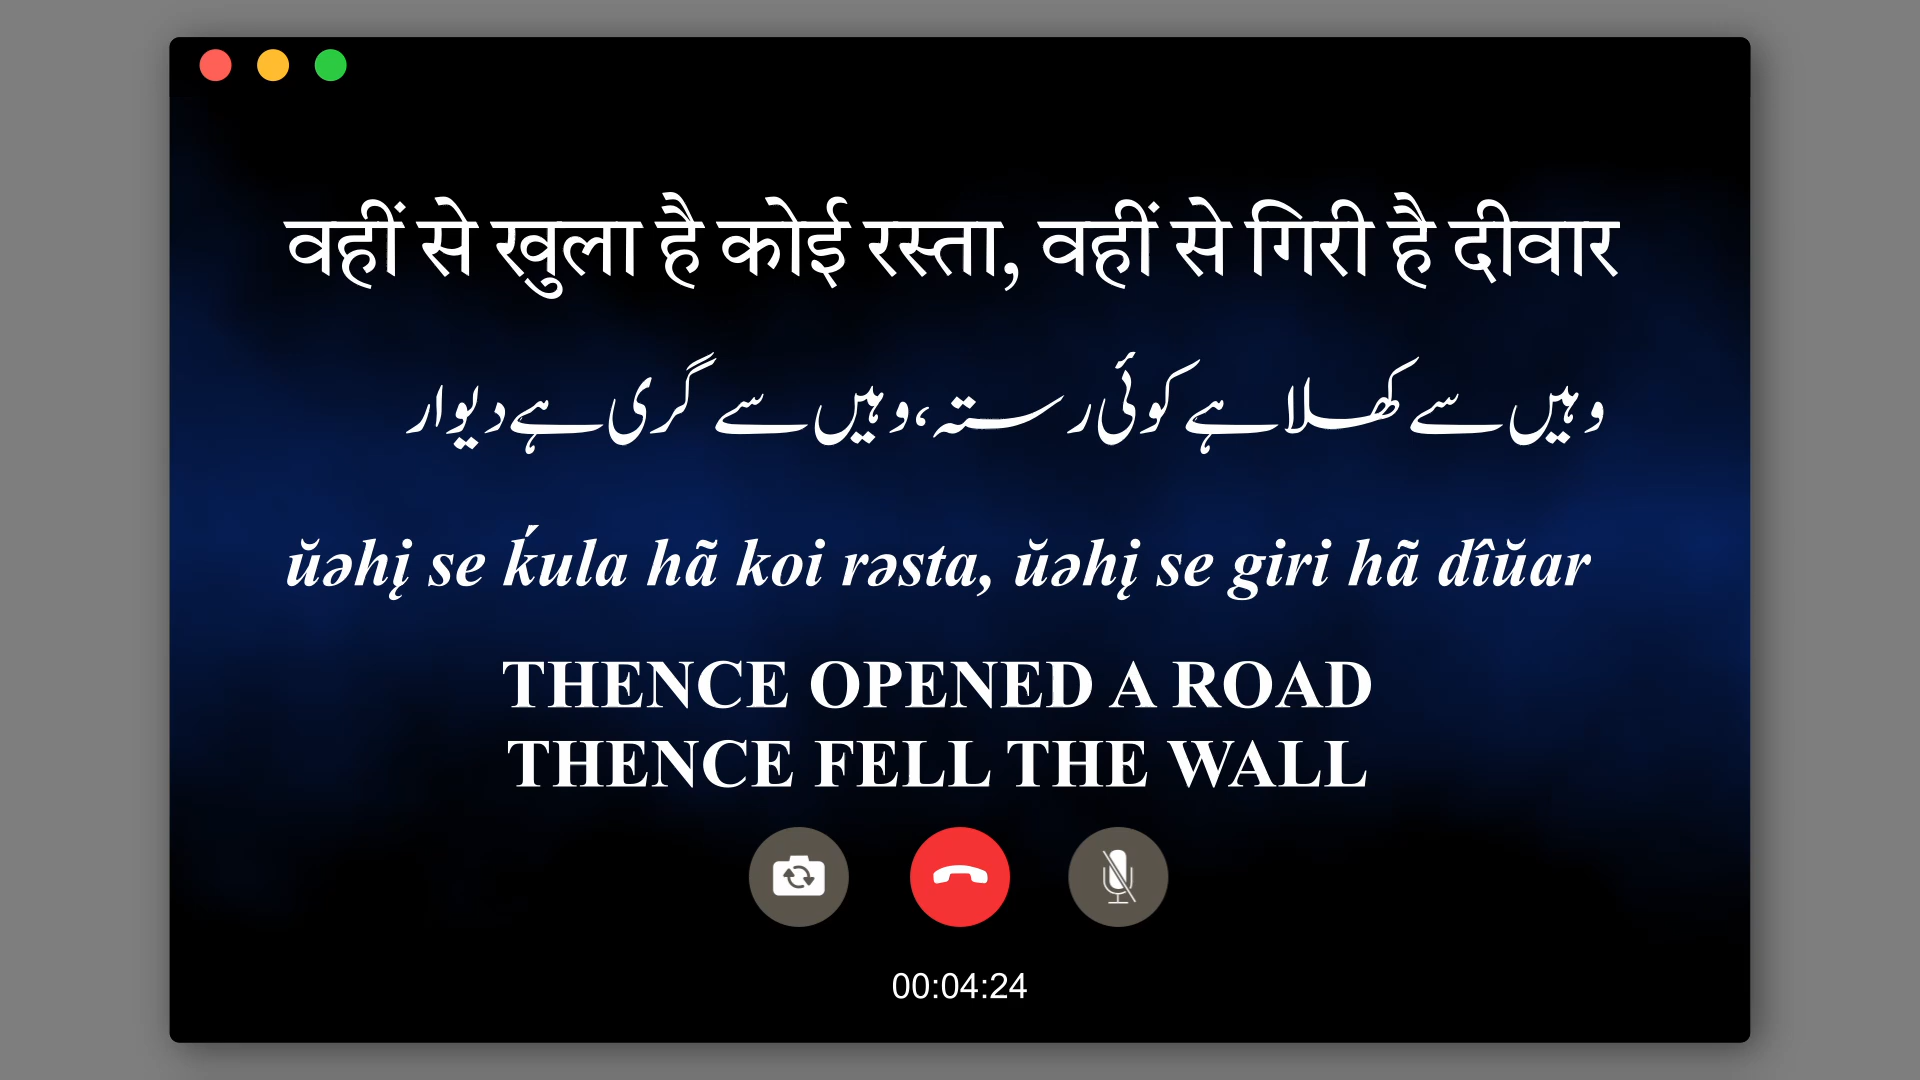 वहीं से खुला है कोई रस्ता, वहीं से गिरी है दीवार
وہیں سے کھلا ہے کوئی رستہ، وہیں سے گری ہے دیوار
ŭəhį se ḱula hã koi rəsta, ŭəhį se giri hã dîŭar
THENCE OPENED A ROAD
THENCE FELL THE WALL
00:04:24